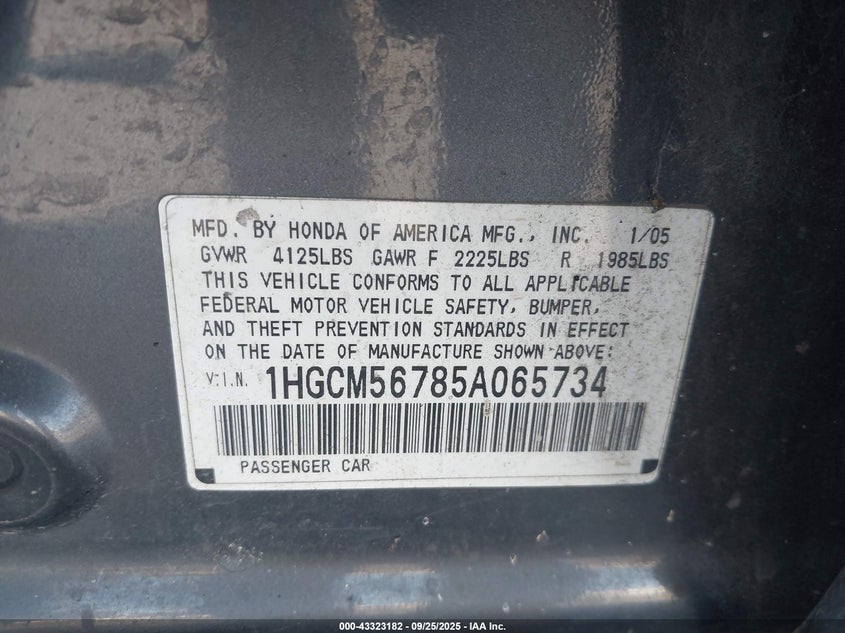 MFD. BY HONDA OF AMERICA MFG., INC. 1/05
GVWR 4125LBS GAWR F 2225LBS R 1985LBS
THIS VEHICLE CONFORMS TO ALL APPLICABLE
FEDERAL MOTOR VEHICLE SAFETY, BUMPER,
AND THEFT PREVENTION STANDARDS IN EFFECT
ON THE DATE OF MANUFACTURE SHOWN ABOVE:
V.I.N. 1HGCM56785A065734
PASSENGER CAR
000-43323182 - 09/25/2025 - IAA Inc.